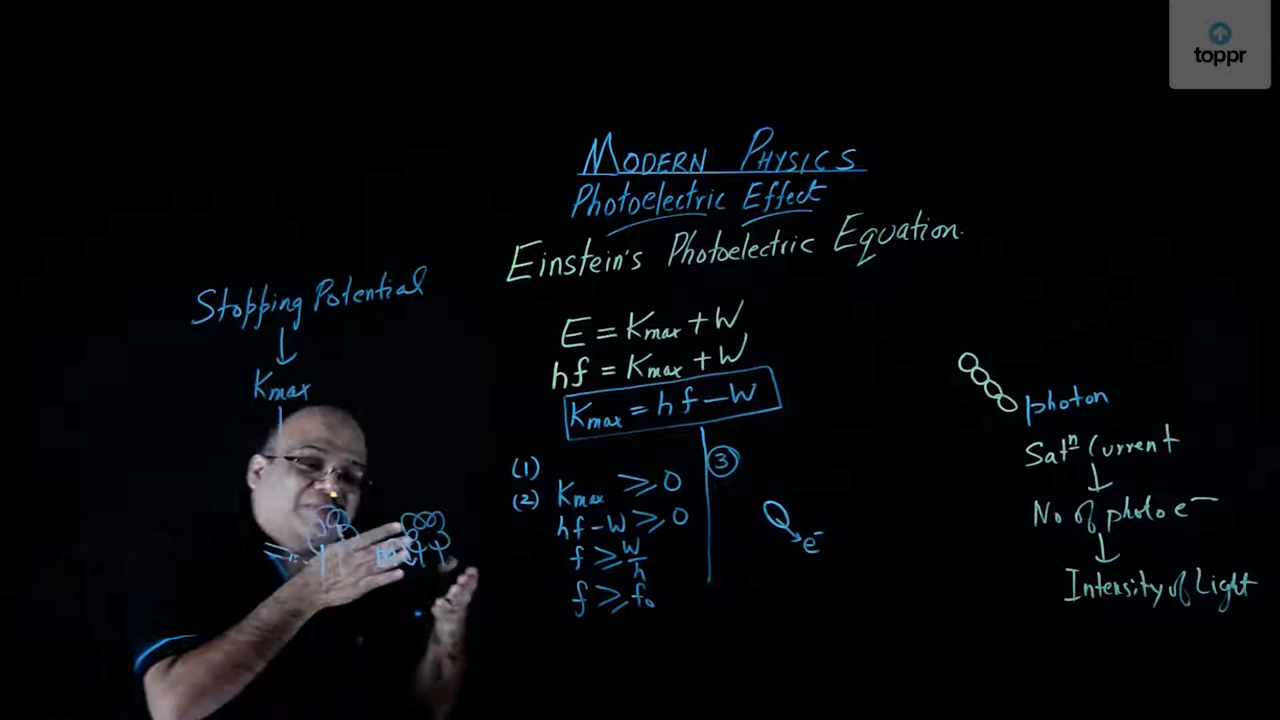 toppr
MODERN PHYSICS
Photoelectric Effect
Einstein's Photoelectric Equation.
Stopping Potential
↓
Kmax
E = Kmax + W
hf = Kmax + W
Kmax = hf - W
(1)
(2) Kmax ⩾ 0
hf - W ⩾ 0
f ⩾ W/h
f ⩾ f₀
③
e⁻
photon
Satⁿ Current
↓
No of photo e⁻
↓
Intensity of Light